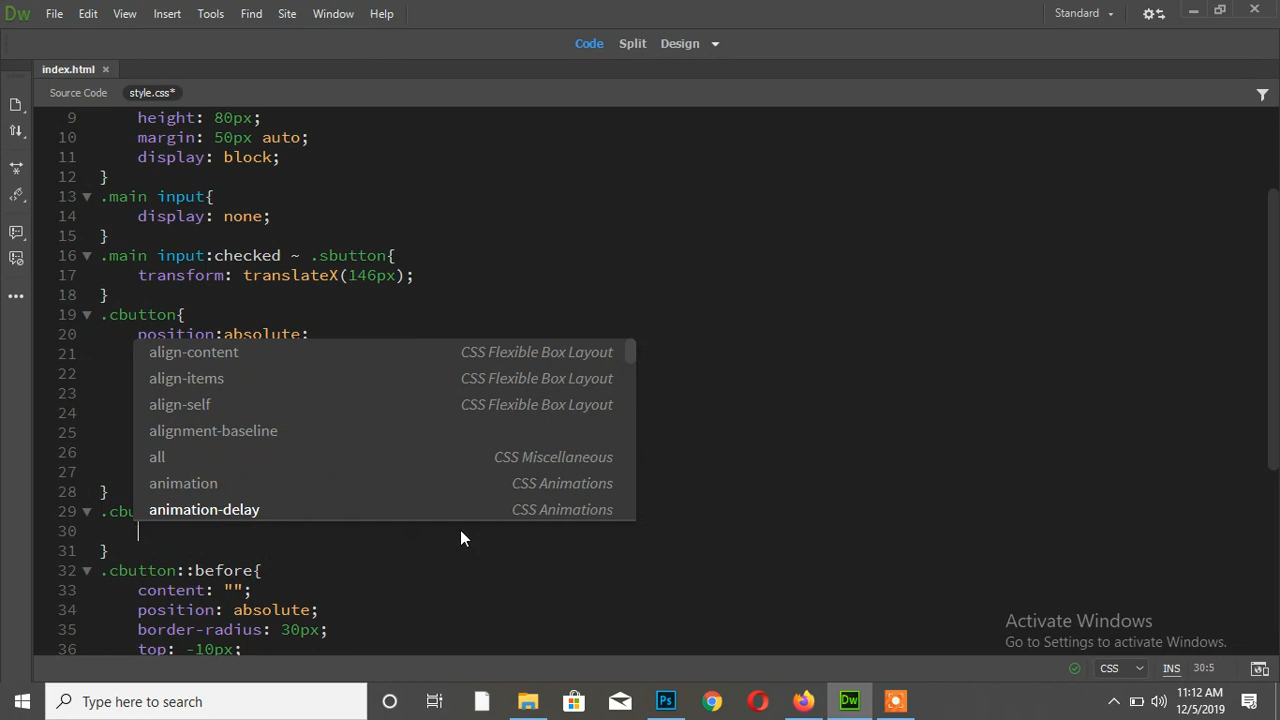 Dw File Edit View Insert Tools Find Site Window Help Standard
Code Split Design
index.html
Source Code style.css*
9 height: 80px;
10 margin: 50px auto;
11 display: block;
12 }
13 .main input{
14 display: none;
15 }
16 .main input:checked ~ .sbutton{
17 transform: translateX(146px);
18 }
19 .cbutton{
20 position:absolute;
21
22
23
24
25
26
27
28 }
29 .cbu
30
31 }
32 .cbutton::before{
33 content: "";
34 position: absolute;
35 border-radius: 30px;
36 top: -10px;
align-content CSS Flexible Box Layout
align-items CSS Flexible Box Layout
align-self CSS Flexible Box Layout
alignment-baseline
all CSS Miscellaneous
animation CSS Animations
animation-delay CSS Animations
Activate Windows
Go to Settings to activate Windows.
CSS INS 30:5
Type here to search
Ps
Dw
11:12 AM
12/5/2019